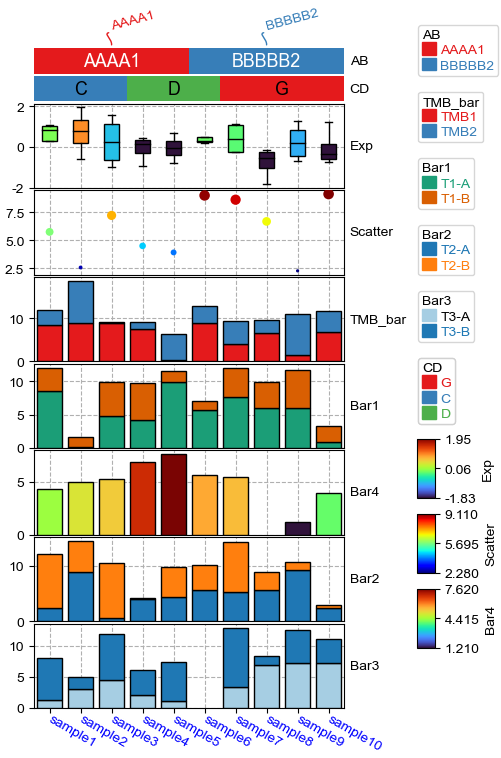 AAAA1
BBBBB2
AAAA1 BBBBB2 AB
C D G CD
2
0
-2
Exp
7.5
5.0
2.5
Scatter
10
0
TMB_bar
10
5
0
Bar1
5
0
Bar4
10
0
Bar2
10
5
0
Bar3
sample1 sample2 sample3 sample4 sample5 sample6 sample7 sample8 sample9 sample10
AB
AAAA1
BBBBB2
TMB_bar
TMB1
TMB2
Bar1
T1-A
T1-B
Bar2
T2-A
T2-B
Bar3
T3-A
T3-B
CD
G
C
D
1.95
0.06
-1.83
Exp
9.110
5.695
2.280
Scatter
7.620
4.415
1.210
Bar4